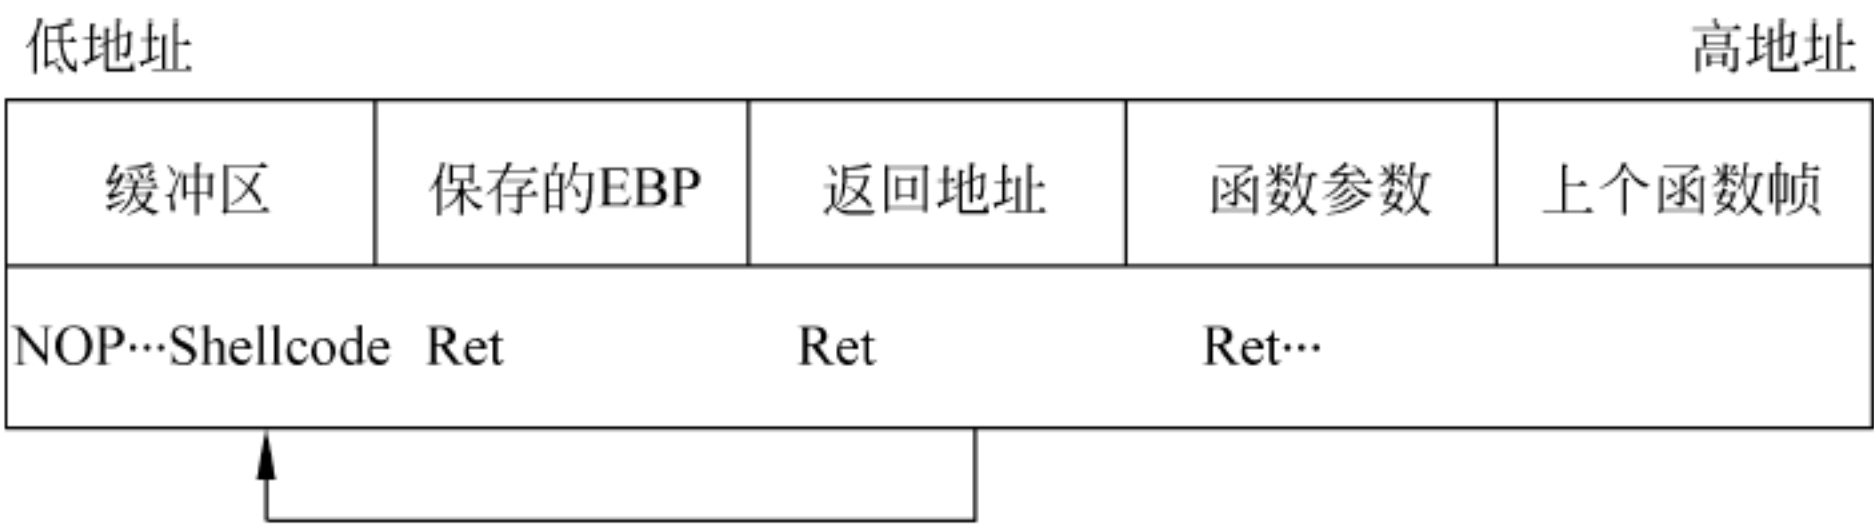 低地址 高地址
缓冲区 保存的EBP 返回地址 函数参数 上个函数帧
NOP···Shellcode Ret Ret Ret···